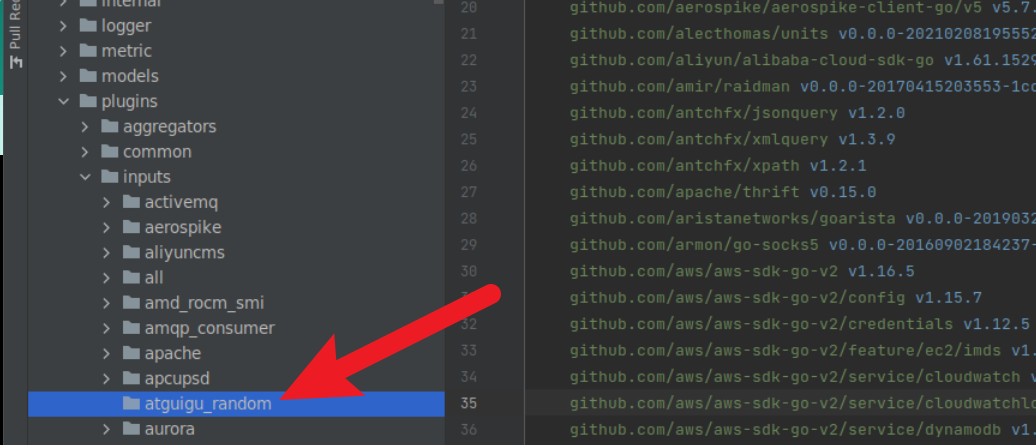 Pull Re
internal
logger
metric
models
plugins
aggregators
common
inputs
activemq
aerospike
aliyuncms
all
amd_rocm_smi
amqp_consumer
apache
apcupsd
atguigu_random
aurora
20 github.com/aerospike/aerospike-client-go/v5 v5.7.
21 github.com/alecthomas/units v0.0.0-20210208195552
22 github.com/aliyun/alibaba-cloud-sdk-go v1.61.1529
23 github.com/amir/raidman v0.0.0-20170415203553-1cc
24 github.com/antchfx/jsonquery v1.2.0
25 github.com/antchfx/xmlquery v1.3.9
26 github.com/antchfx/xpath v1.2.1
27 github.com/apache/thrift v0.15.0
28 github.com/aristanetworks/goarista v0.0.0-2019032
29 github.com/armon/go-socks5 v0.0.0-20160902184237-
30 github.com/aws/aws-sdk-go-v2 v1.16.5
github.com/aws/aws-sdk-go-v2/config v1.15.7
32 github.com/aws/aws-sdk-go-v2/credentials v1.12.5
33 github.com/aws/aws-sdk-go-v2/feature/ec2/imds v1.
34 github.com/aws/aws-sdk-go-v2/service/cloudwatch v
35 github.com/aws/aws-sdk-go-v2/service/cloudwatchlo
36 github.com/aws/aws-sdk-go-v2/service/dynamodb v1.